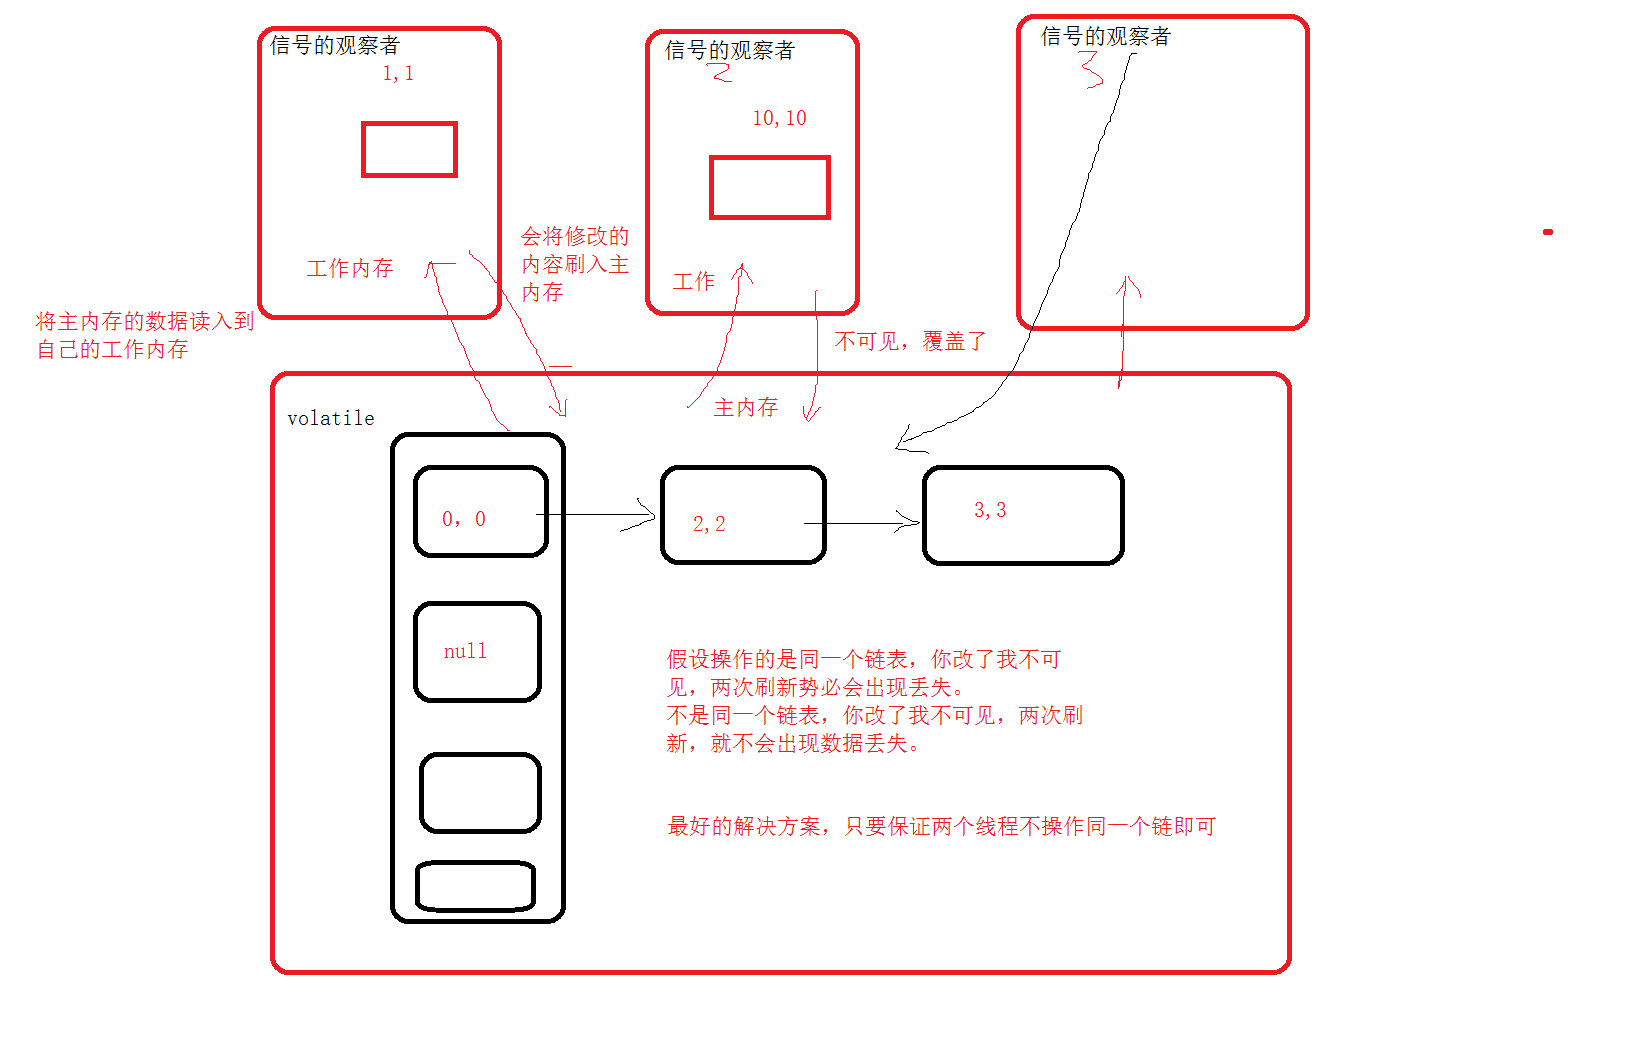 信号的观察者
1,1
工作内存
将主内存的数据读入到
自己的工作内存
会将修改的
内容刷入主
内存
信号的观察者
2
10,10
工作
不可见，覆盖了
信号的观察者
3
volatile
主内存
0，0
2,2
3,3
null
假设操作的是同一个链表，你改了我不可
见，两次刷新势必会出现丢失。
不是同一个链表，你改了我不可见，两次刷
新，就不会出现数据丢失。
最好的解决方案，只要保证两个线程不操作同一个链即可